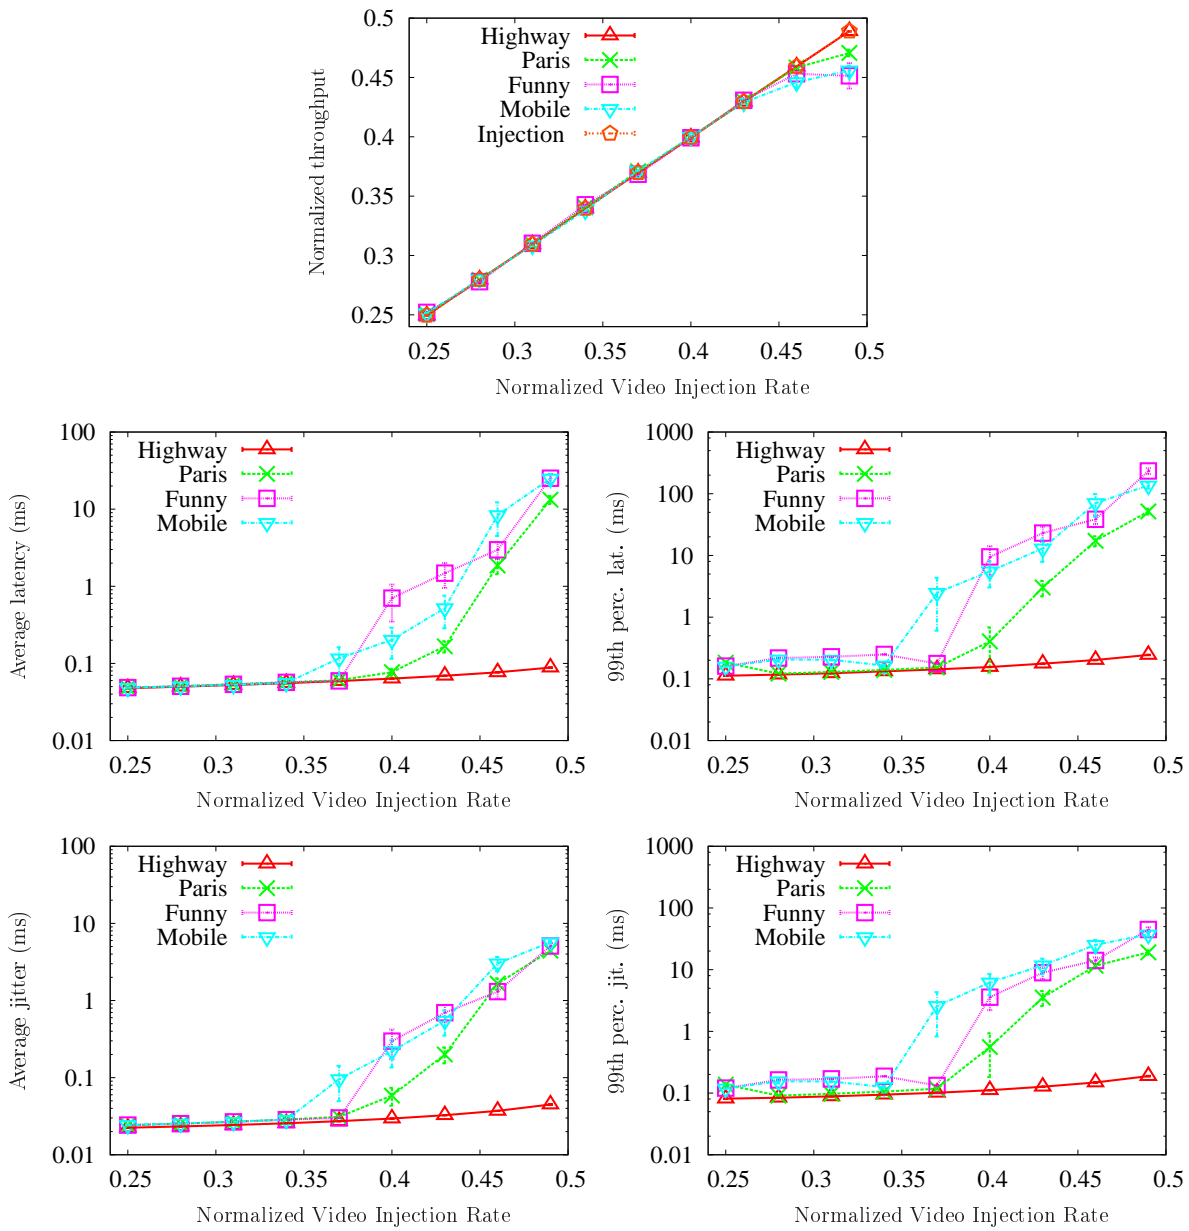 0.5
0.45
0.4
0.35
0.3
0.25
Normalized throughput
Highway
Paris
Funny
Mobile
Injection
0.25 0.3 0.35 0.4 0.45 0.5
Normalized Video Injection Rate
100
10
1
0.1
0.01
Average latency (ms)
Highway
Paris
Funny
Mobile
0.25 0.3 0.35 0.4 0.45 0.5
Normalized Video Injection Rate
1000
100
10
1
0.1
0.01
99th perc. lat. (ms)
Highway
Paris
Funny
Mobile
0.25 0.3 0.35 0.4 0.45 0.5
Normalized Video Injection Rate
100
10
1
0.1
0.01
Average jitter (ms)
Highway
Paris
Funny
Mobile
0.25 0.3 0.35 0.4 0.45 0.5
Normalized Video Injection Rate
1000
100
10
1
0.1
0.01
99th perc. jit. (ms)
Highway
Paris
Funny
Mobile
0.25 0.3 0.35 0.4 0.45 0.5
Normalized Video Injection Rate